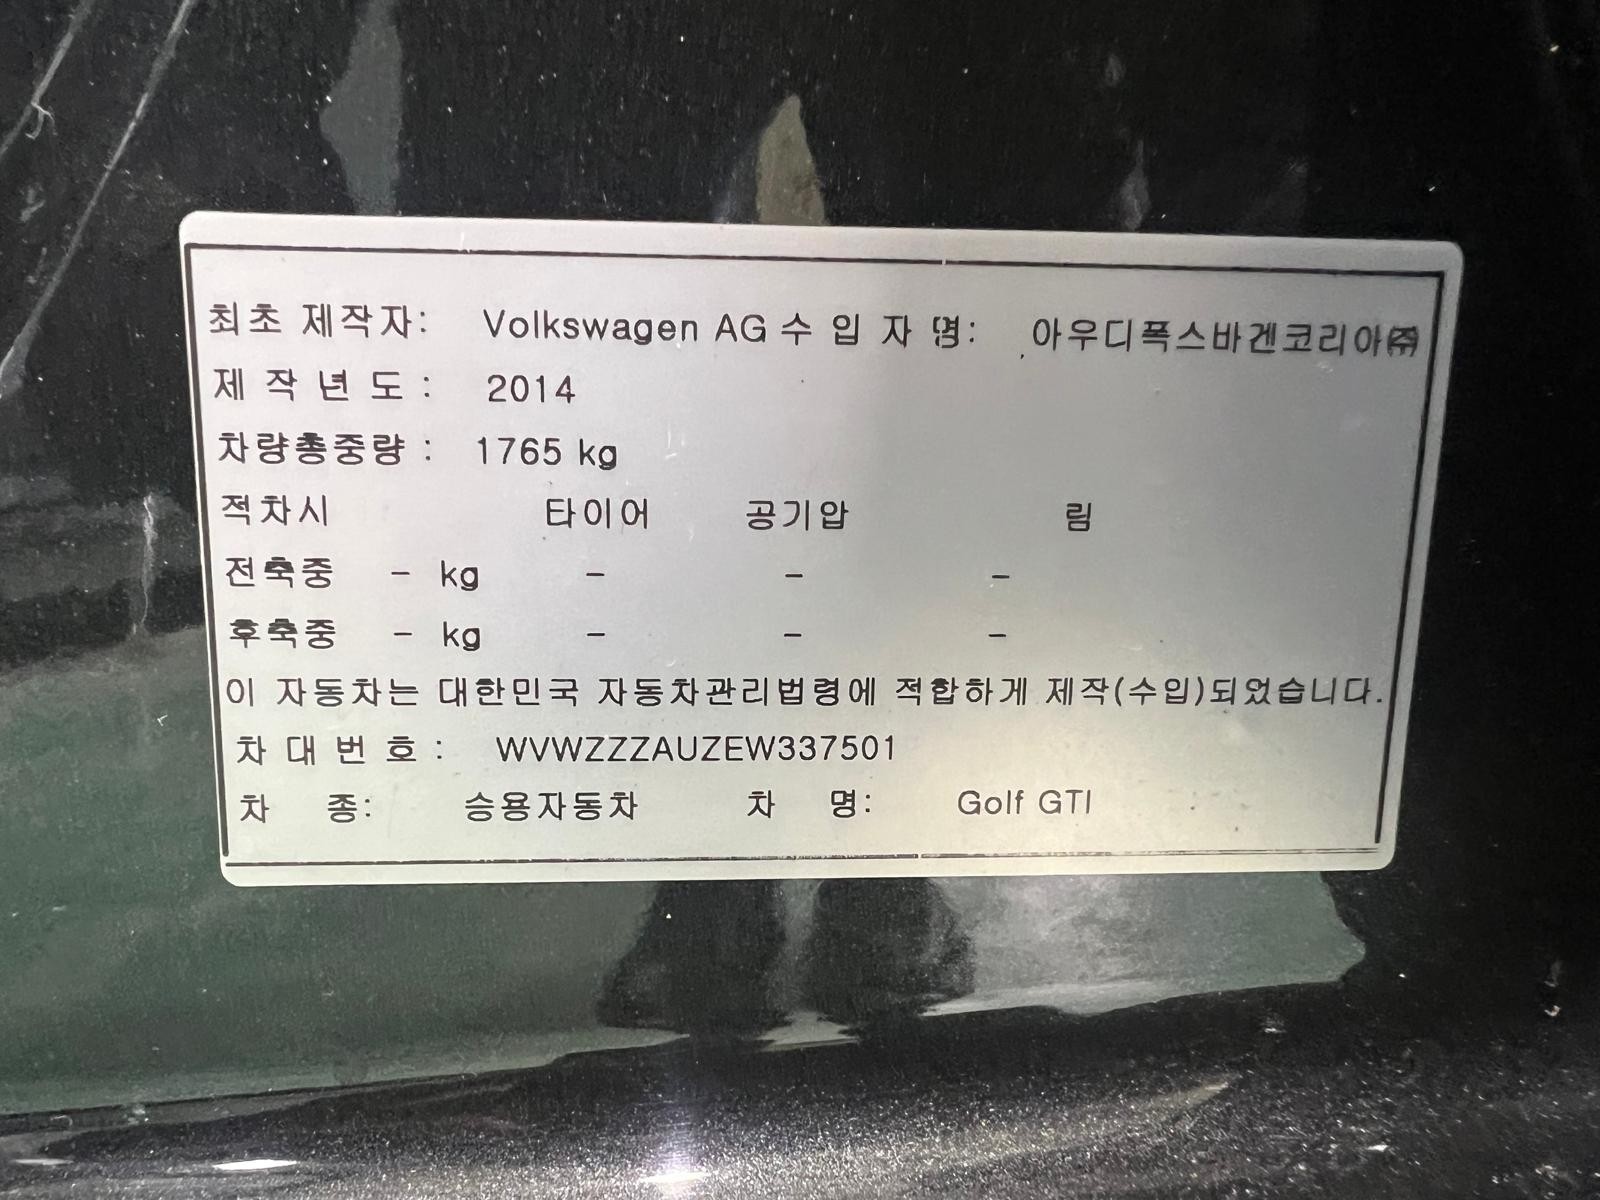 최초 제작자: Volkswagen AG 수 입 자 명: 아우디폭스바겐코리아㈜
제 작 년 도 : 2014
차량총중량 : 1765 kg
적차시 타이어 공기압 림
전축중 - kg - - -
후축중 - kg - - -
이 자동차는 대한민국 자동차관리법령에 적합하게 제작(수입)되었습니다.
차 대 번 호 : WVWZZZAUZEW337501
차 종: 승용자동차 차 명: Golf GTI